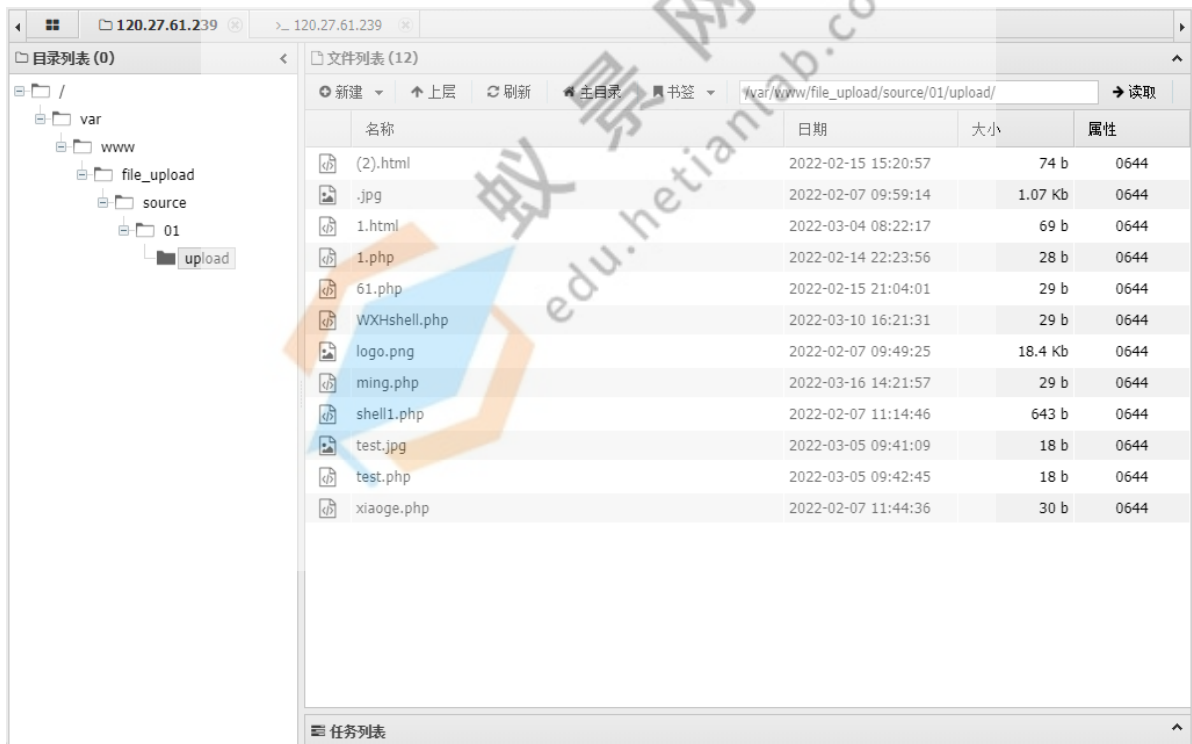 120.27.61.239 >_ 120.27.61.239
目录列表 (0)
/
var
www
file_upload
source
01
upload
文件列表 (12)
新建 上层 刷新 主目录 书签 /var/www/file_upload/source/01/upload/ 读取
名称 日期 大小 属性
(2).html 2022-02-15 15:20:57 74 b 0644
.jpg 2022-02-07 09:59:14 1.07 Kb 0644
1.html 2022-03-04 08:22:17 69 b 0644
1.php 2022-02-14 22:23:56 28 b 0644
61.php 2022-02-15 21:04:01 29 b 0644
WXHshell.php 2022-03-10 16:21:31 29 b 0644
logo.png 2022-02-07 09:49:25 18.4 Kb 0644
ming.php 2022-03-16 14:21:57 29 b 0644
shell1.php 2022-02-07 11:14:46 643 b 0644
test.jpg 2022-03-05 09:41:09 18 b 0644
test.php 2022-03-05 09:42:45 18 b 0644
xiaoge.php 2022-02-07 11:44:36 30 b 0644
任务列表
蚁景网
edu.hetianlab.co